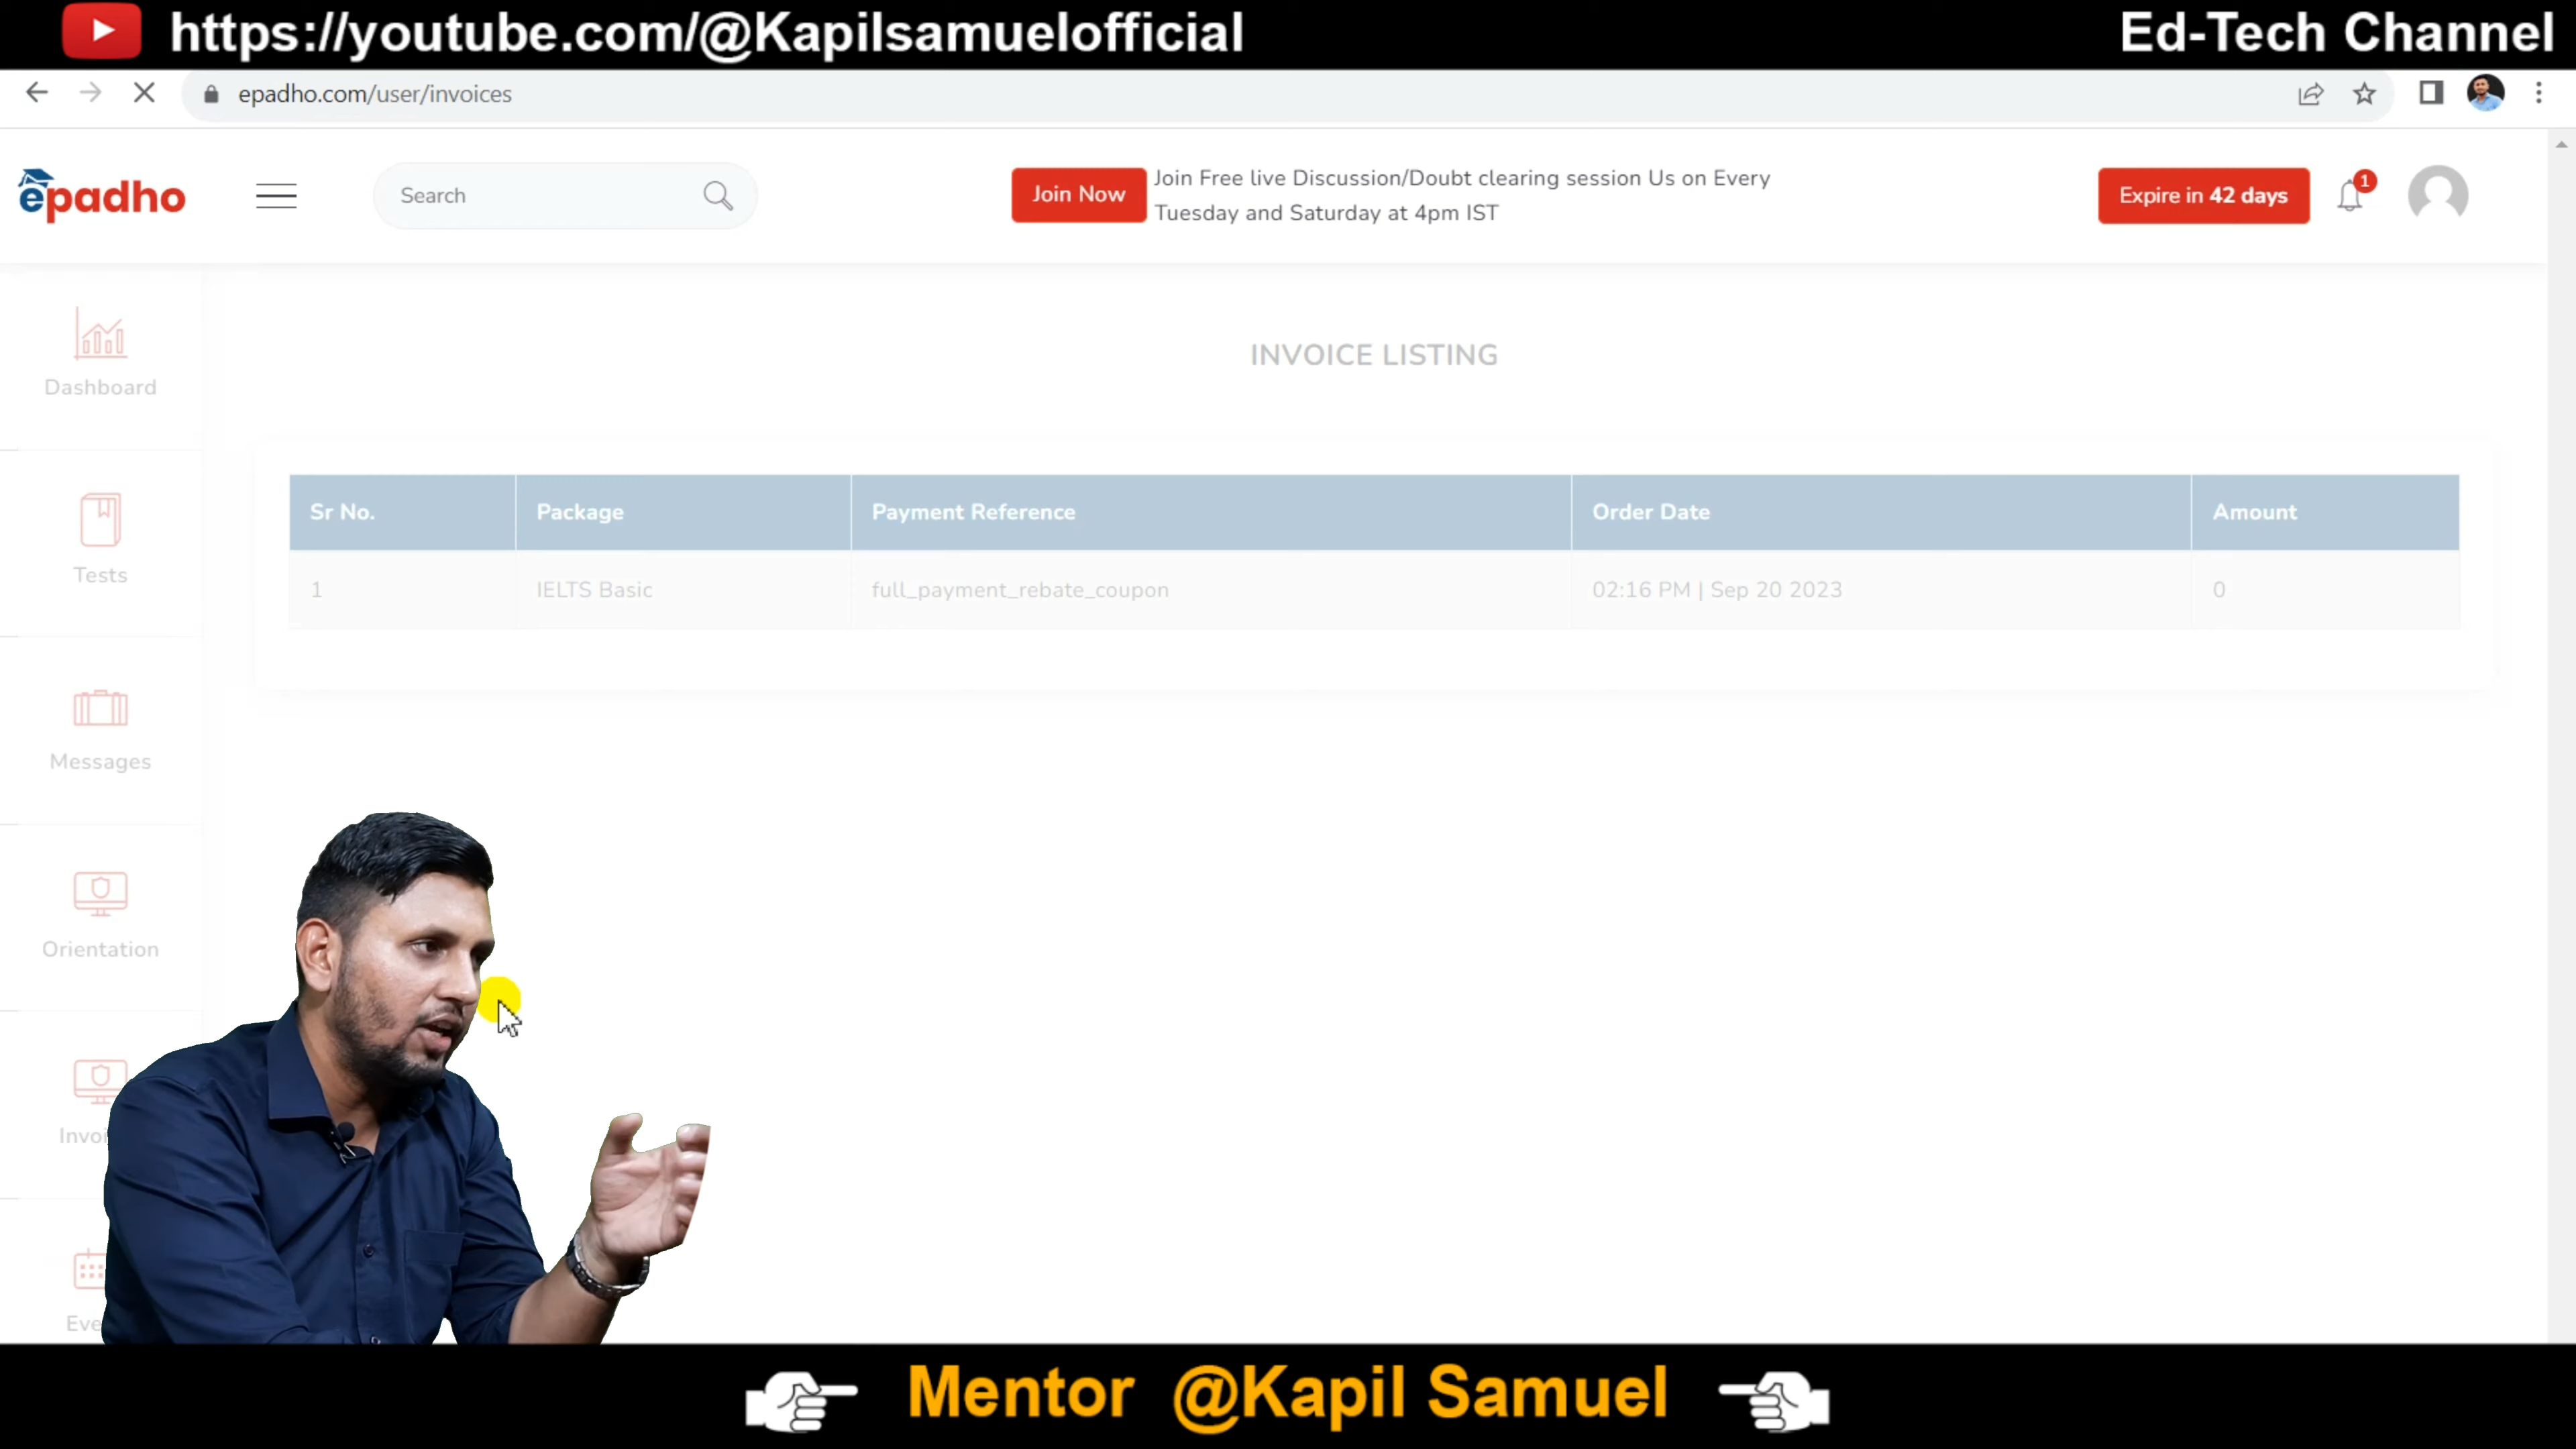 https://youtube.com/@Kapilsamuelofficial
Ed-Tech Channel
epadho.com/user/invoices
epadho
Search
Join Now
Join Free live Discussion/Doubt clearing session Us on Every
Tuesday and Saturday at 4pm IST
Expire in 42 days
1
Dashboard
INVOICE LISTING
Sr No. Package Payment Reference Order Date Amount
1 IELTS Basic full_payment_rebate_coupon 02:16 PM | Sep 20 2023 0
Tests
Messages
Orientation
Mentor @Kapil Samuel